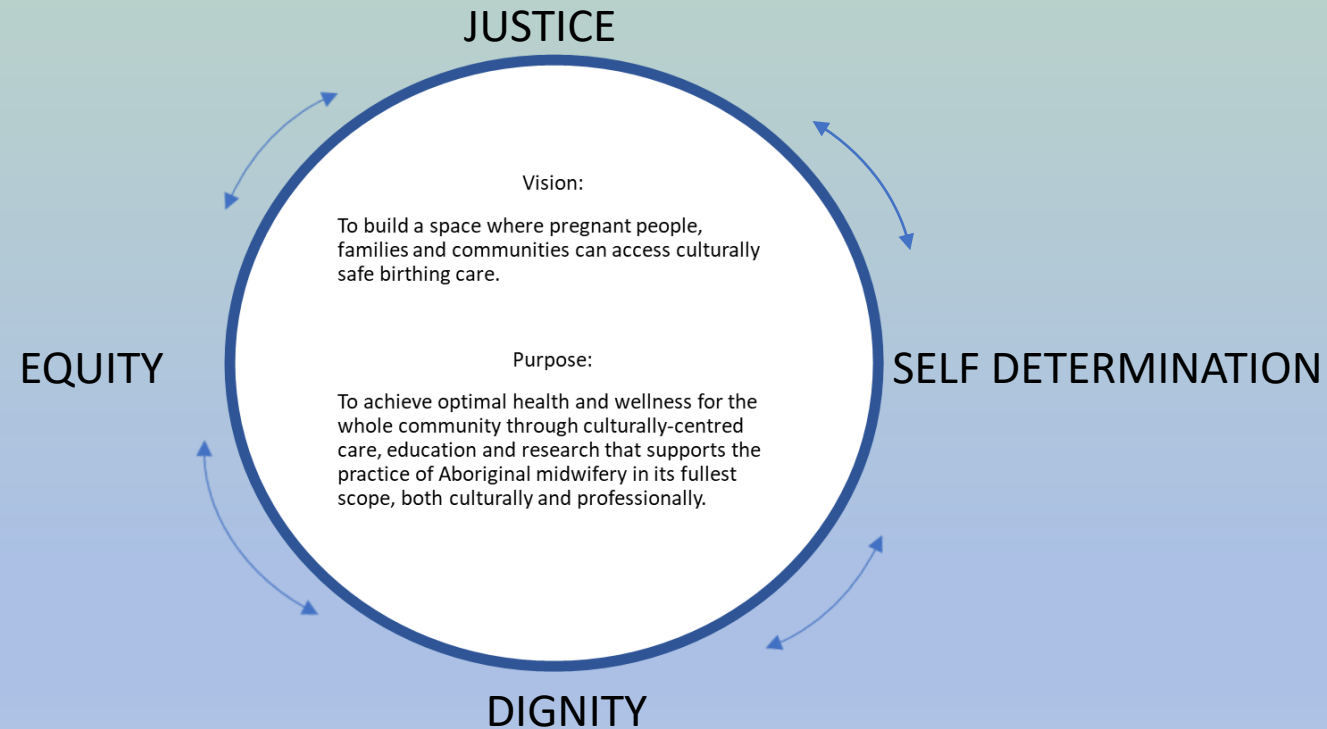 JUSTICE
Vision:
To build a space where pregnant people,
families and communities can access culturally
safe birthing care.
EQUITY
SELF DETERMINATION
Purpose:
To achieve optimal health and wellness for the
whole community through culturally-centred
care, education and research that supports the
practice of Aboriginal midwifery in its fullest
scope, both culturally and professionally.
DIGNITY